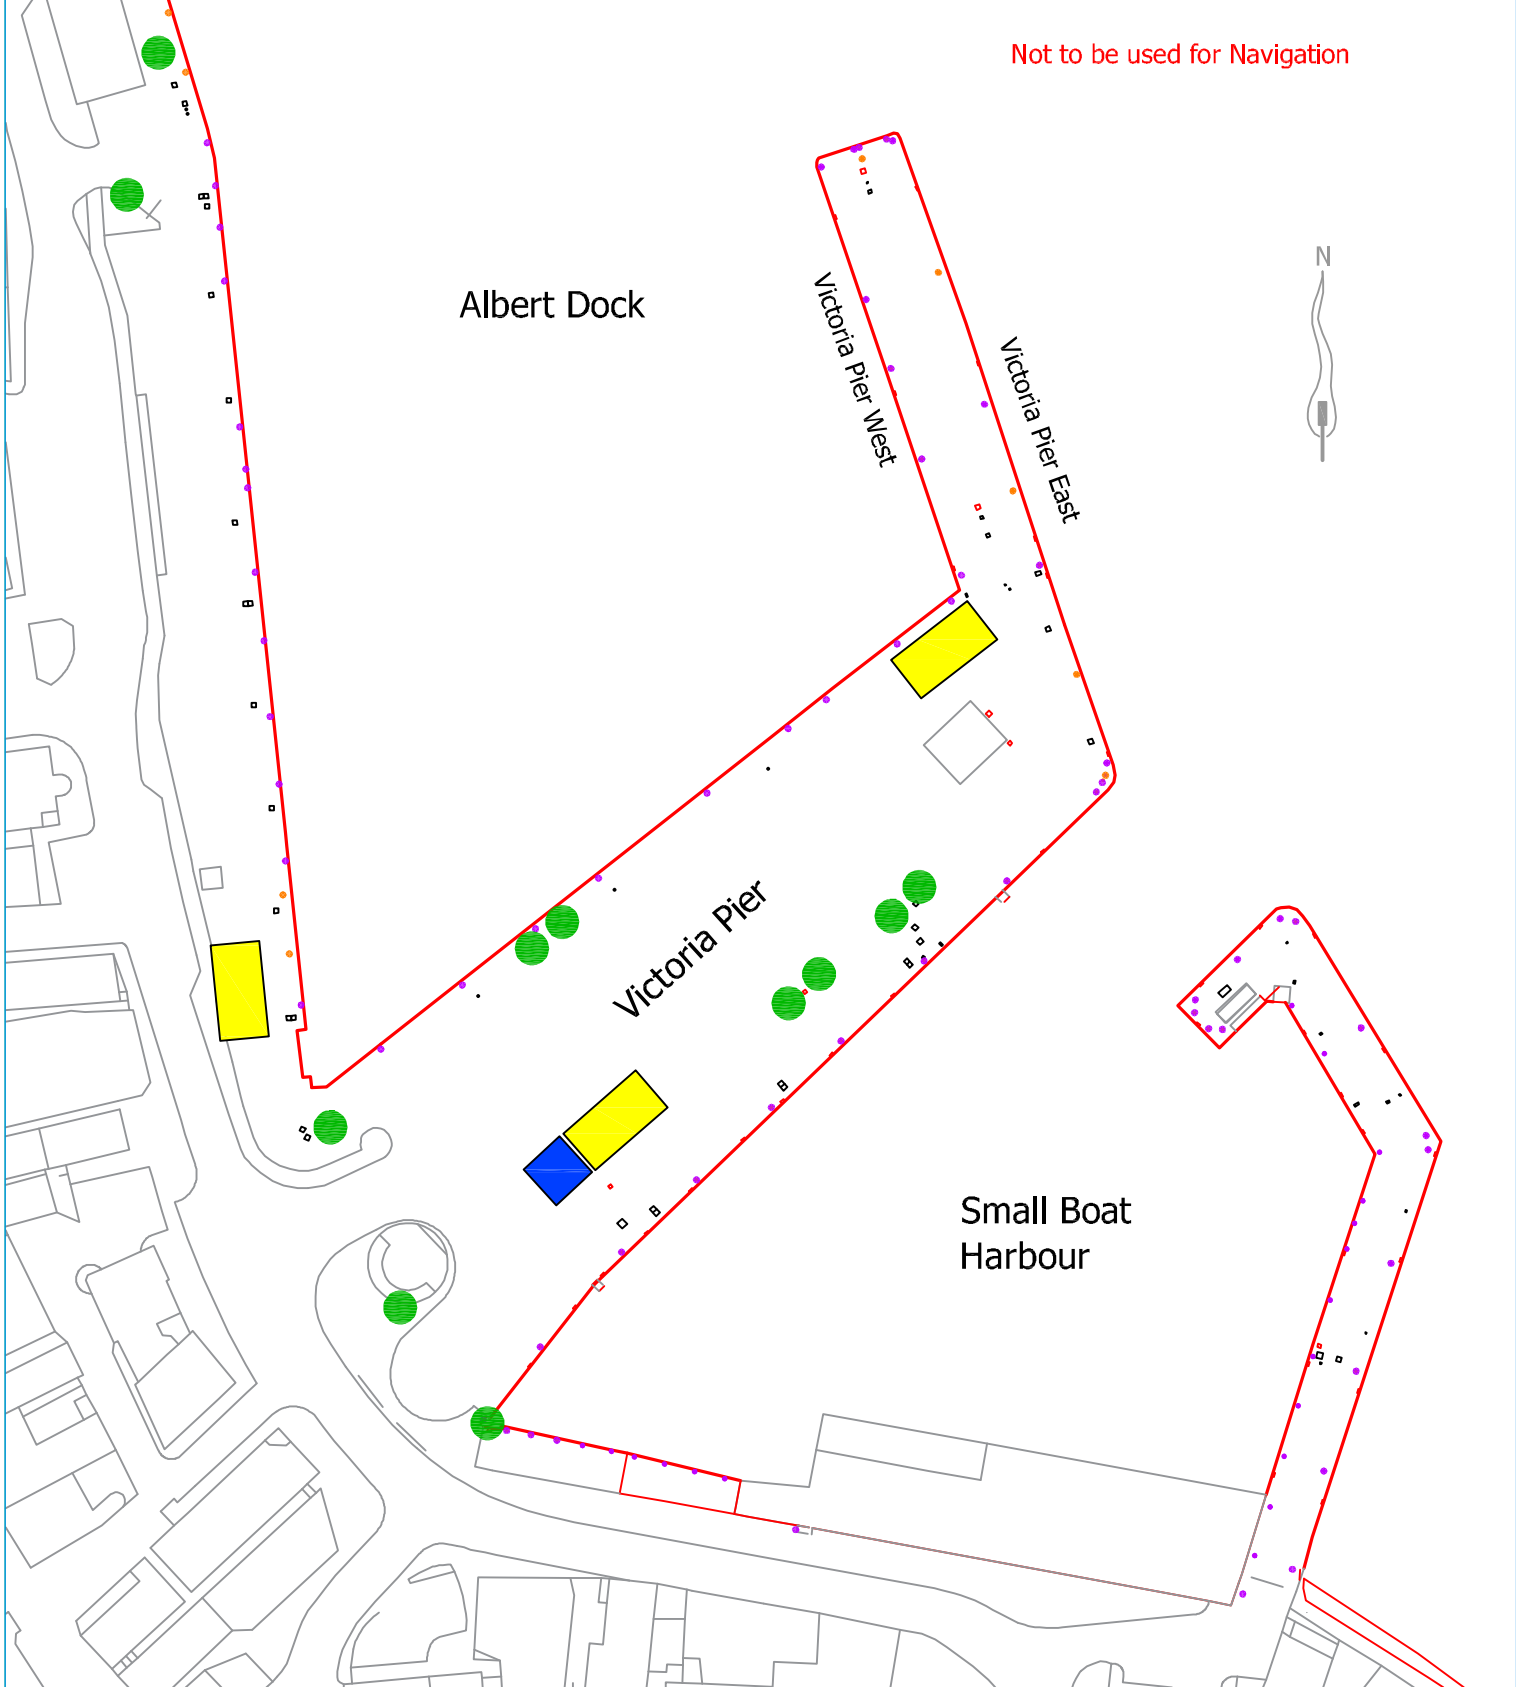 Not to be used for Navigation
N
Albert Dock
Victoria Pier West
Victoria Pier East
Victoria Pier
Small Boat
Harbour